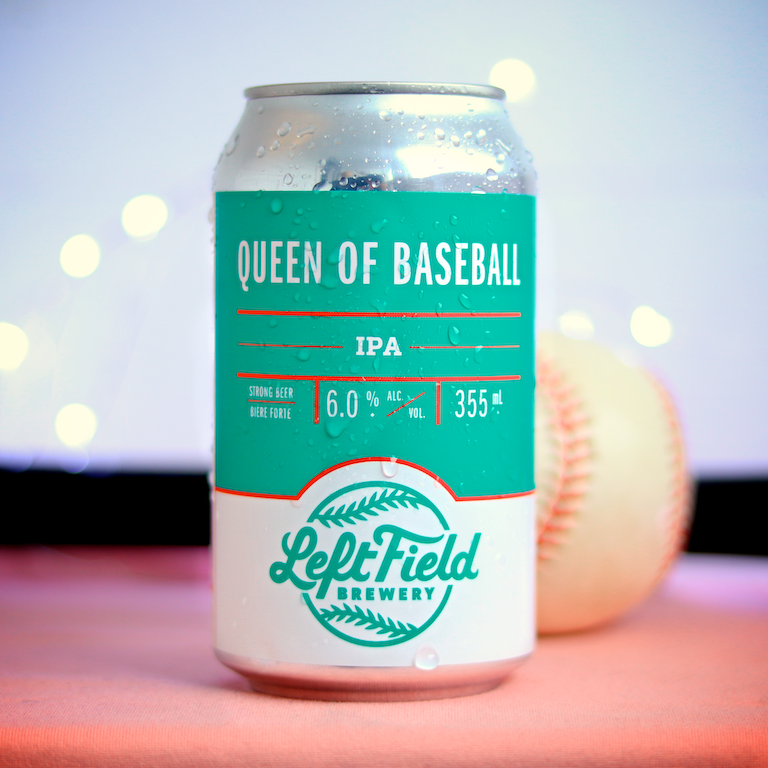 QUEEN OF BASEBALL
IPA
STRONG BEER
BIÈRE FORTE
6.0 % ALC. / VOL.
355 mL
Left Field
BREWERY